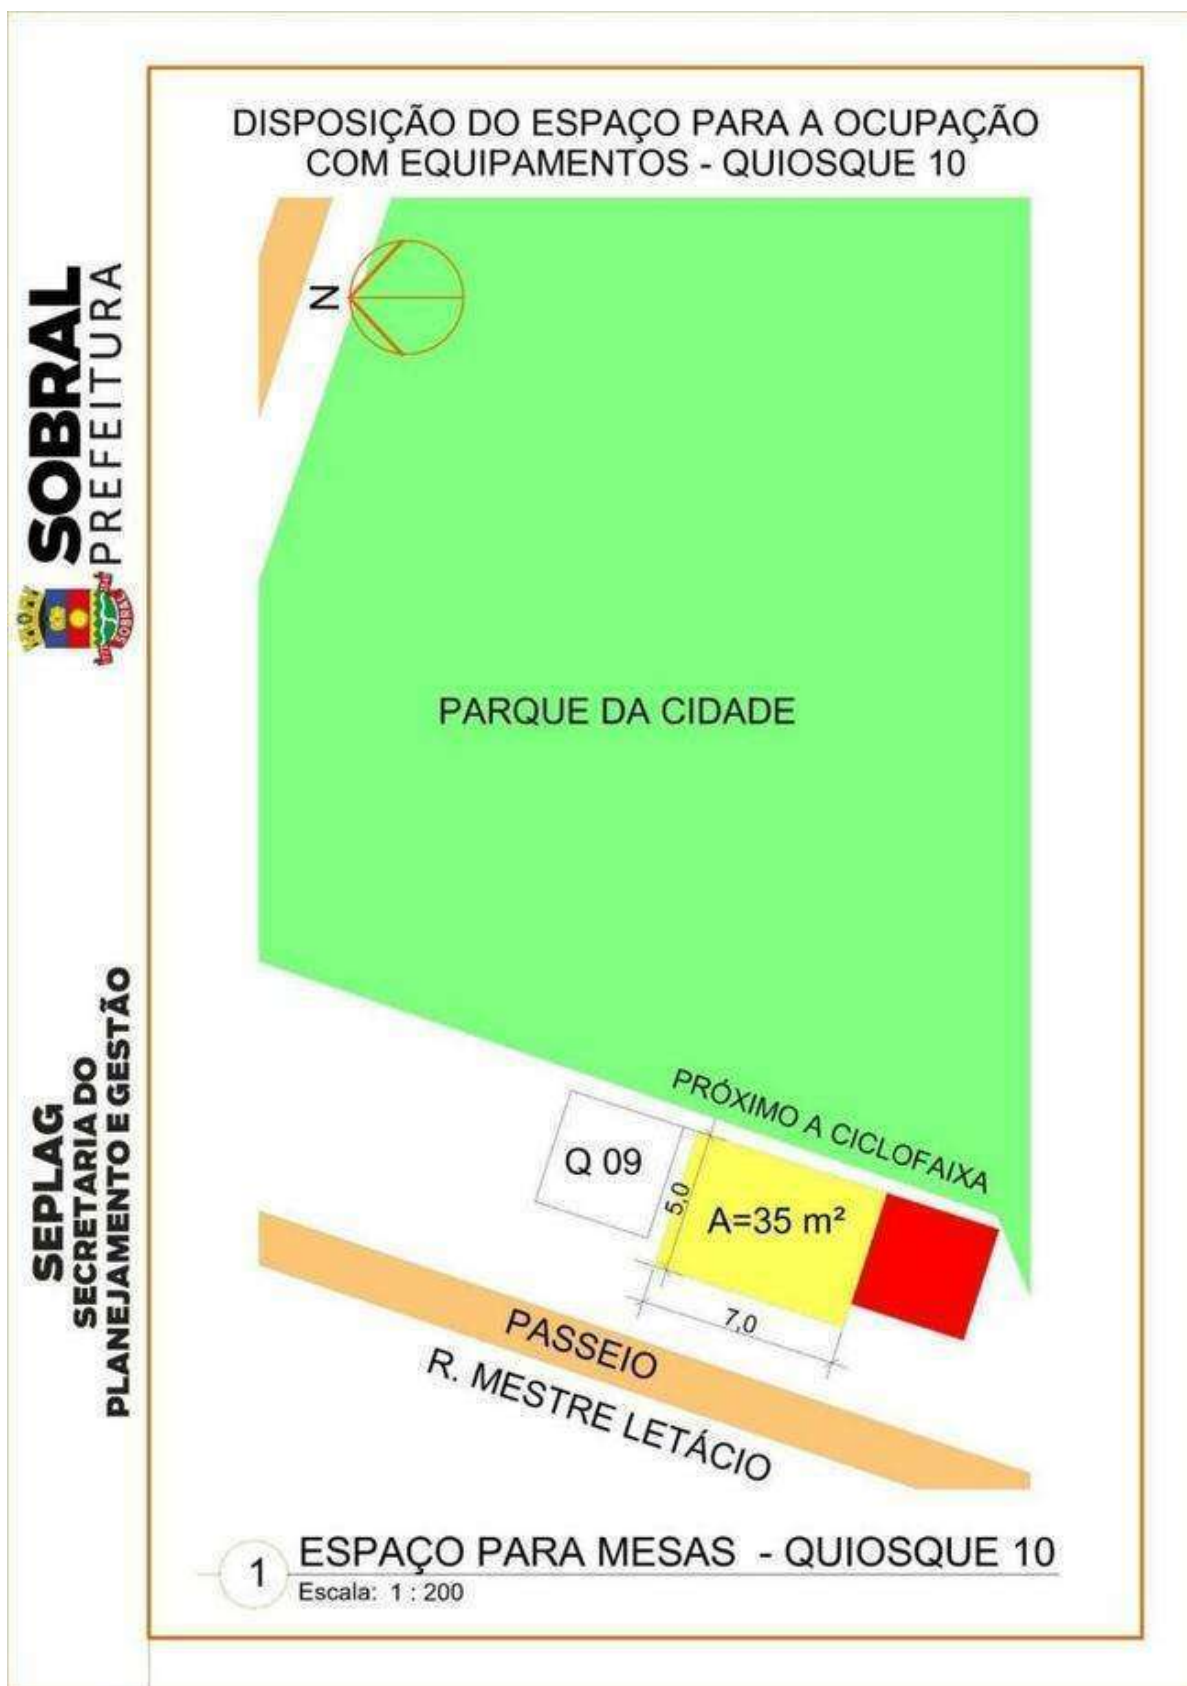 DISPOSIÇÃO DO ESPAÇO PARA A OCUPAÇÃO
COM EQUIPAMENTOS - QUIOSQUE 10
N
SOBRAL
PREFEITURA
SOBRAL
PARQUE DA CIDADE
SEPLAG
SECRETARIA DO
PLANEJAMENTO E GESTÃO
PRÓXIMO A CICLOFAIXA
Q 09
5,0
A=35 m²
7,0
PASSEIO
R. MESTRE LETÁCIO
1
ESPAÇO PARA MESAS - QUIOSQUE 10
Escala: 1 : 200